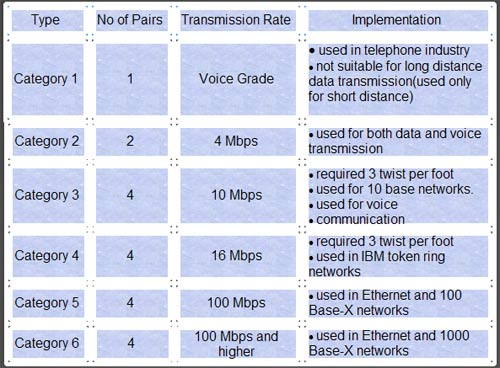 Type No of Pairs Transmission Rate Implementation
Category 1 1 Voice Grade
• used in telephone industry
• not suitable for long distance
data transmission(used only
for short distance)
Category 2 2 4 Mbps
• used for both data and voice
transmission
Category 3 4 10 Mbps
• required 3 twist per foot
• used for 10 base networks.
• used for voice
• communication
Category 4 4 16 Mbps
• required 3 twist per foot
• used in IBM token ring
networks
Category 5 4 100 Mbps
• used in Ethernet and 100
Base-X networks
Category 6 4 100 Mbps and
higher
• used in Ethernet and 1000
Base-X networks